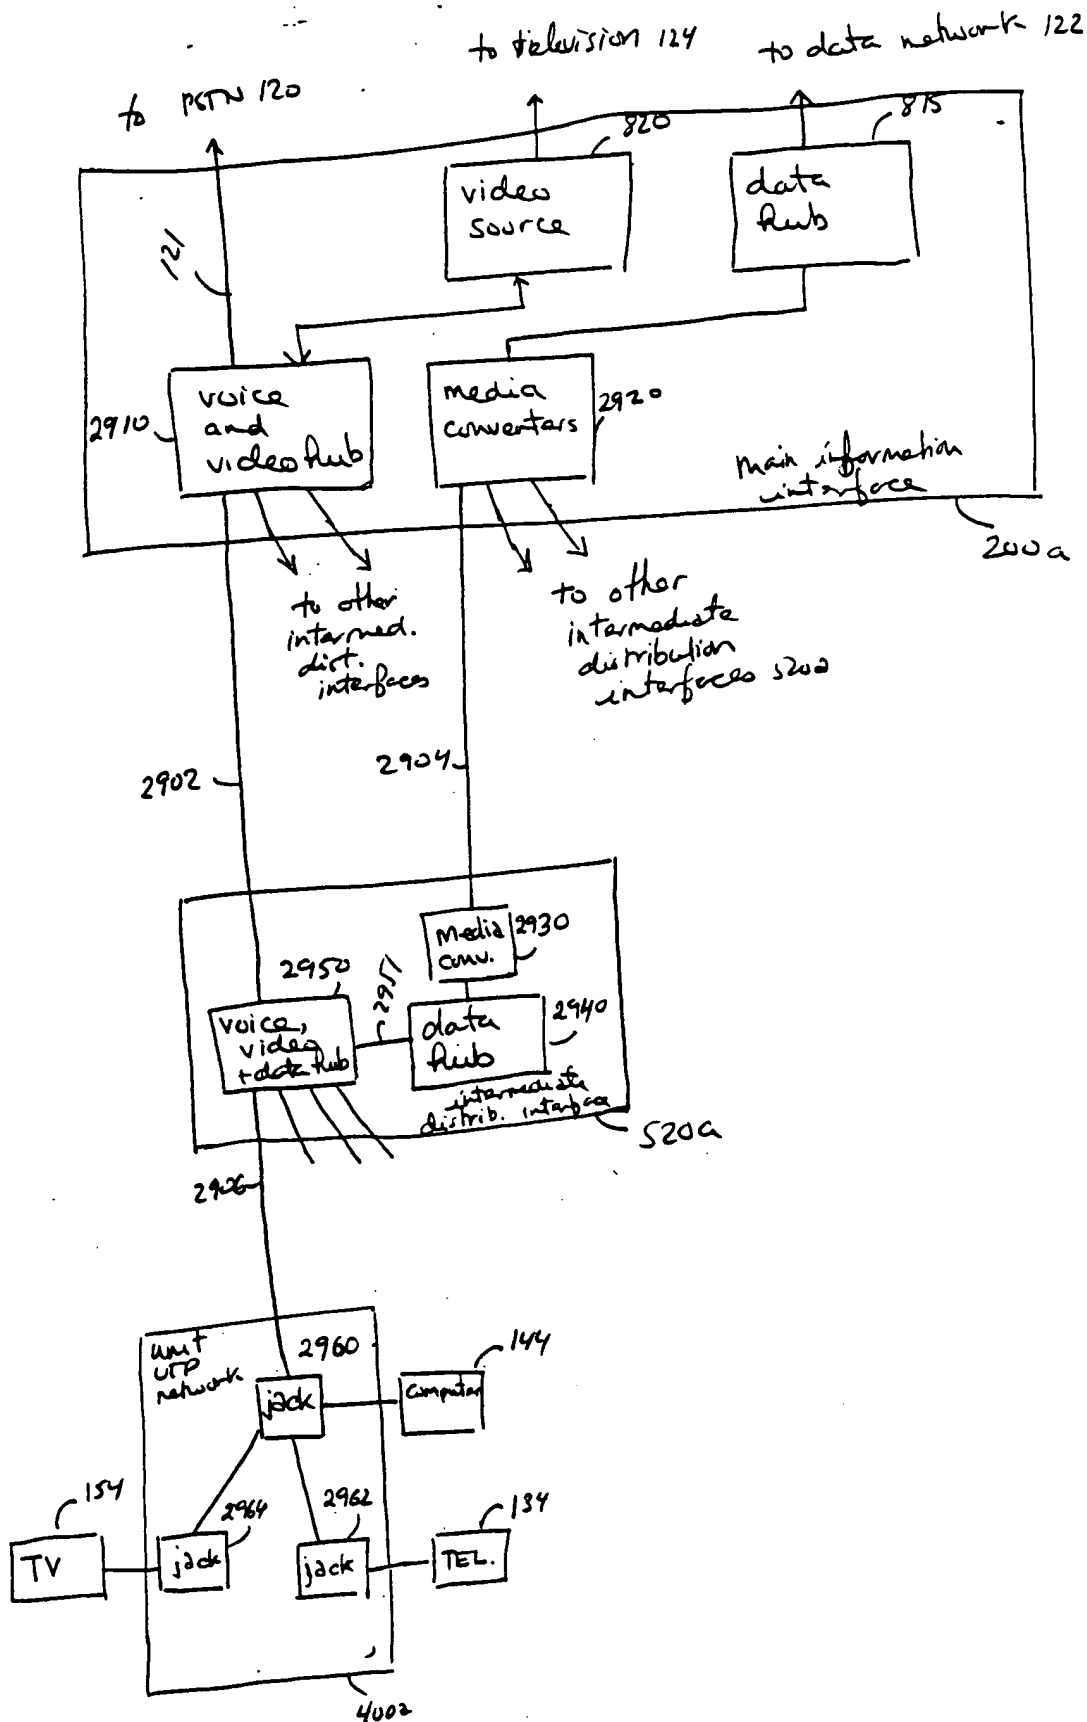 to television 124
to data network 122
to PSTN 120
820
815
video
source
data
hub
121
voice
and
video hub
2910
media
converters
2920
main information
interface
200a
to other
intermed.
dist.
interfaces
to other
intermediate
distribution
interfaces 520a
2902
2904
media
conv.
2930
2950
2951
voice,
video
+data hub
data
hub
2940
intermediate
distrib. interface
520a
2906
unit
UTP
network
2960
jack
144
computer
154
TV
2964
jack
2962
jack
134
TEL.
400a